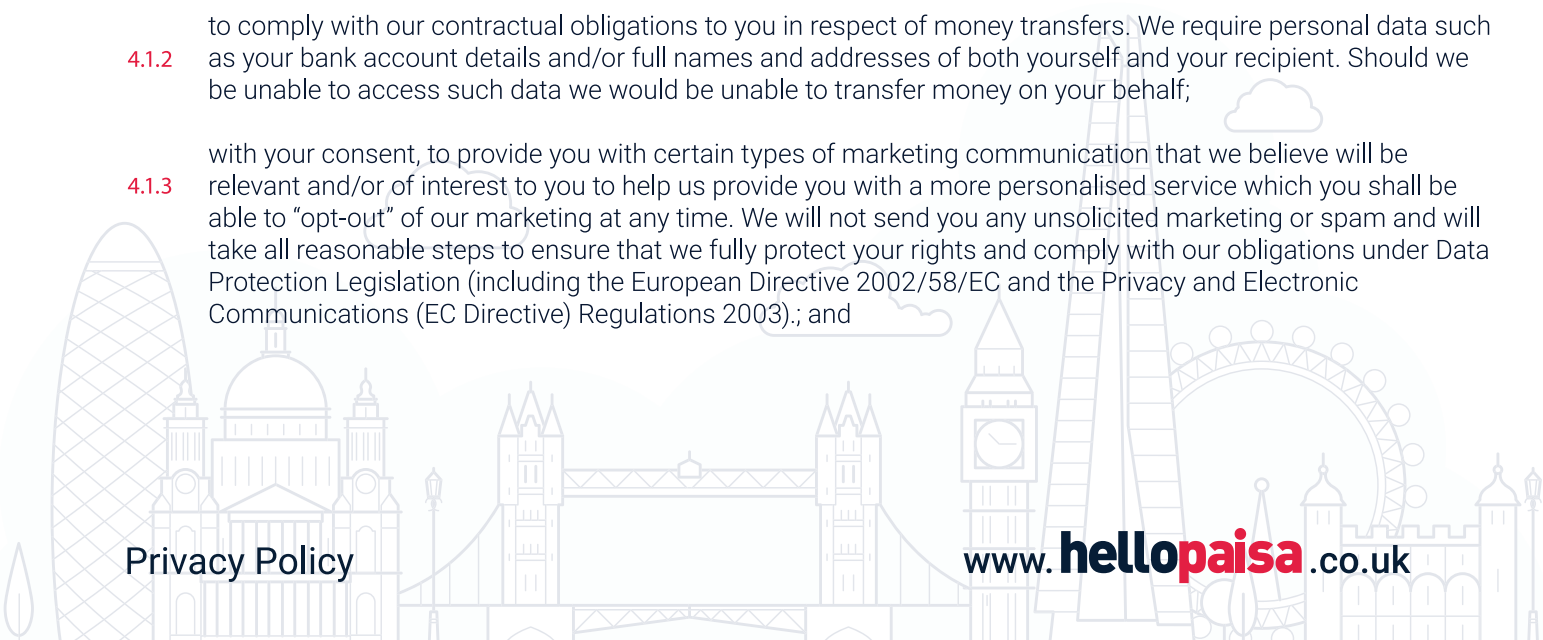 to comply with our contractual obligations to you in respect of money transfers. We require personal data such
4.1.2 as your bank account details and/or full names and addresses of both yourself and your recipient. Should we
be unable to access such data we would be unable to transfer money on your behalf;
with your consent, to provide you with certain types of marketing communication that we believe will be
4.1.3 relevant and/or of interest to you to help us provide you with a more personalised service which you shall be
able to “opt-out” of our marketing at any time. We will not send you any unsolicited marketing or spam and will
take all reasonable steps to ensure that we fully protect your rights and comply with our obligations under Data
Protection Legislation (including the European Directive 2002/58/EC and the Privacy and Electronic
Communications (EC Directive) Regulations 2003).; and
Privacy Policy
www.hellopaisa.co.uk